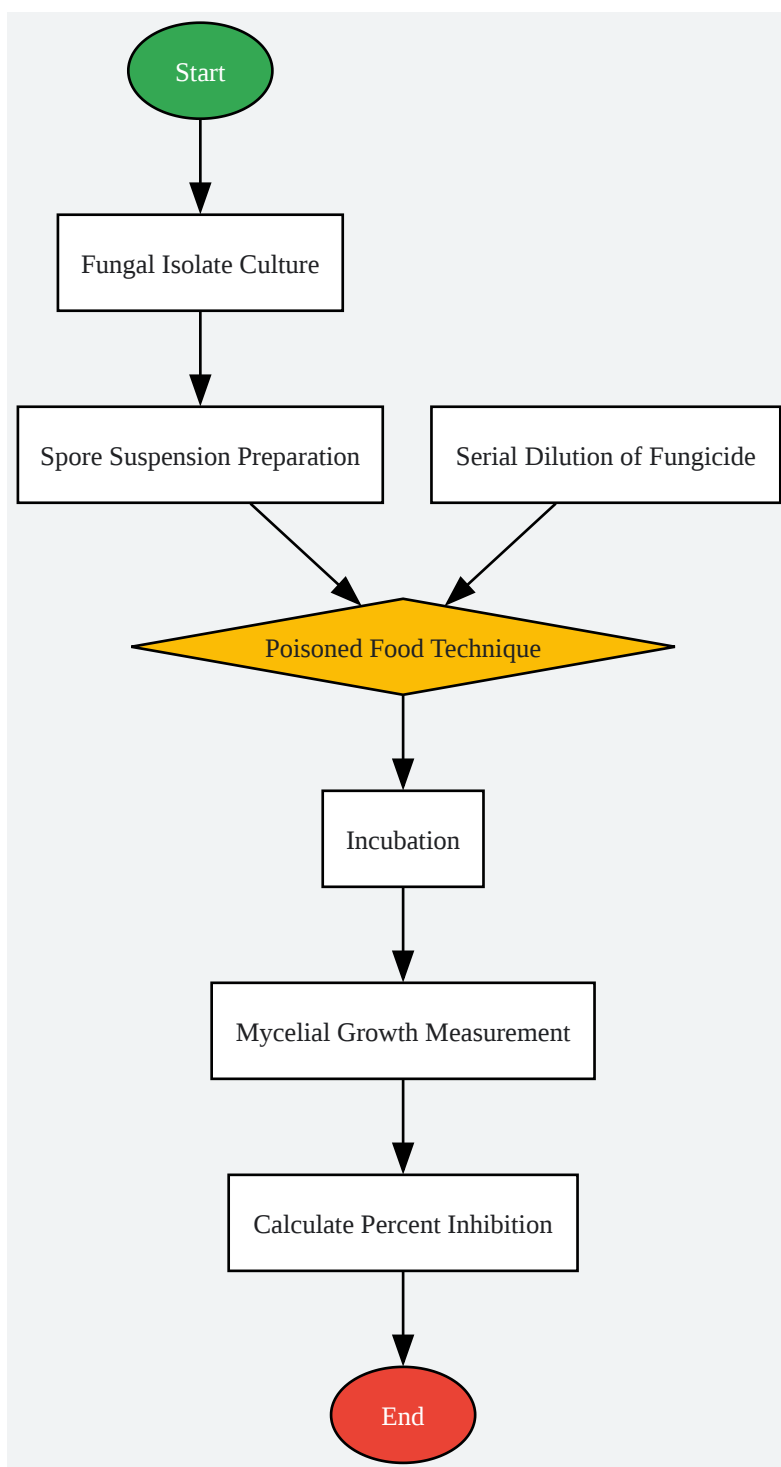 Start
Fungal Isolate Culture
Spore Suspension Preparation
Serial Dilution of Fungicide
Poisoned Food Technique
Incubation
Mycelial Growth Measurement
Calculate Percent Inhibition
End